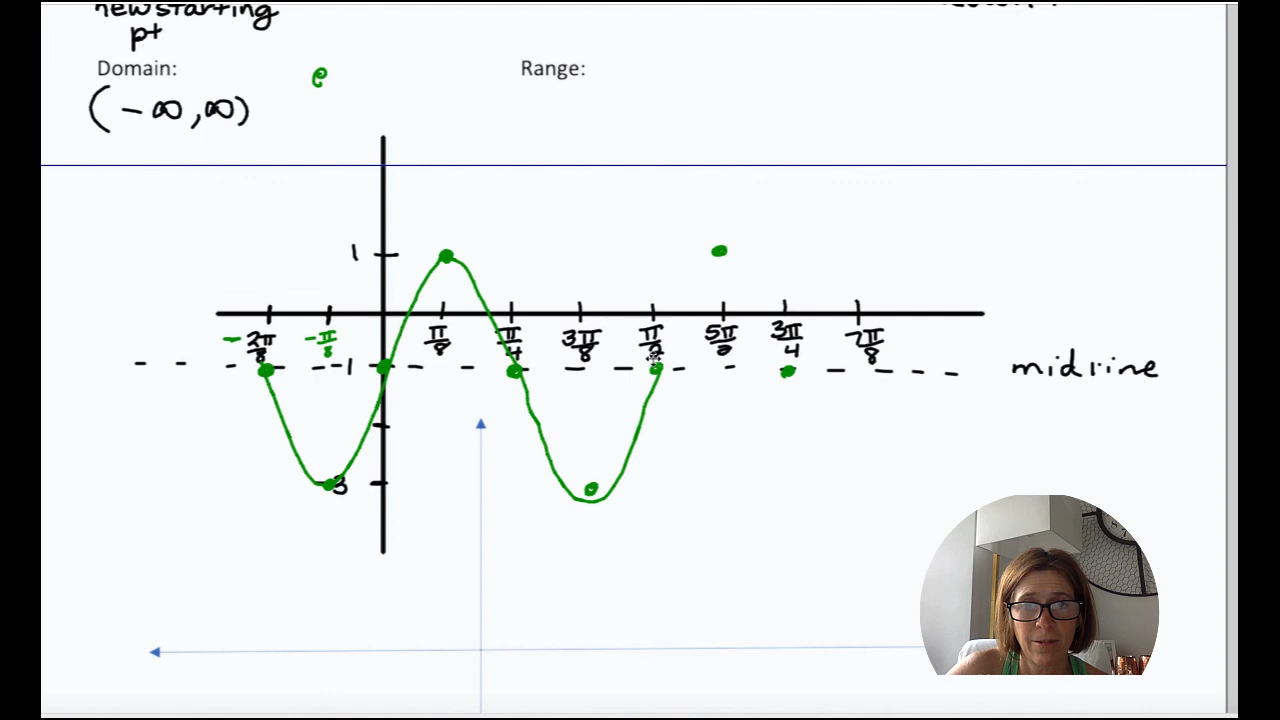 new starting
pt
Domain:
Range:
(-∞,∞)
1
-2π/8 -π/8 π/8 π/4 3π/8 π/2 5π/8 3π/4 7π/8
-1 midline
-3